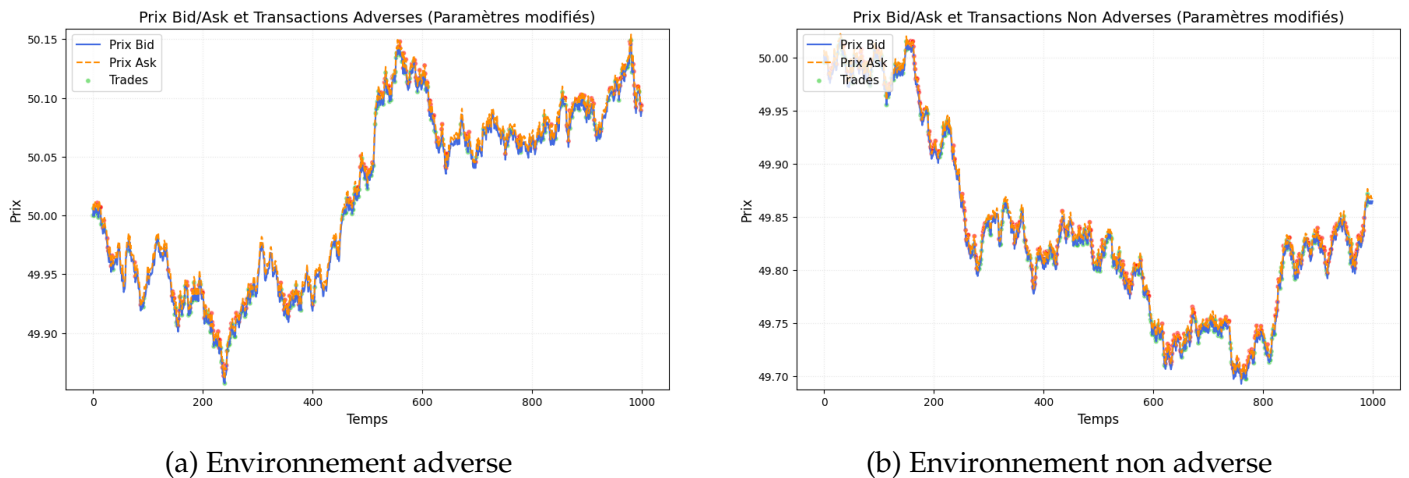 Prix Bid/Ask et Transactions Adverses (Paramètres modifiés)
Prix Bid
Prix Ask
Trades
50.15
50.10
50.05
50.00
49.95
49.90
Prix
0 200 400 600 800 1000
Temps
(a) Environnement adverse
Prix Bid/Ask et Transactions Non Adverses (Paramètres modifiés)
Prix Bid
Prix Ask
Trades
50.00
49.95
49.90
49.85
49.80
49.75
49.70
Prix
0 200 400 600 800 1000
Temps
(b) Environnement non adverse